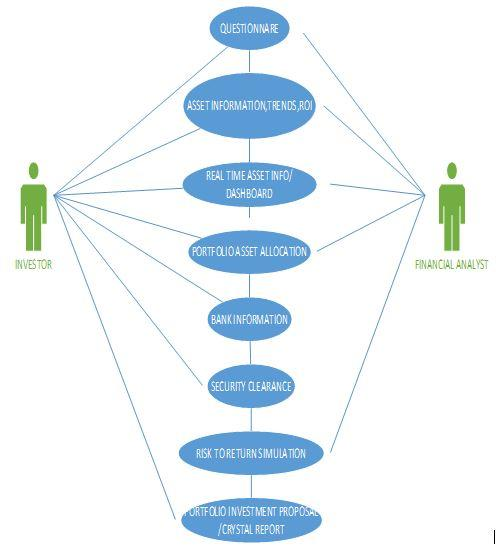 QUESTIONNARE
ASSET INFORMATION,TRENDS,ROI
REAL TIME ASSET INFO/
DASHBOARD
PORTFOLIO ASSET ALLOCATION
INVESTOR
FINANCIAL ANALYST
BANK INFORMATION
SECURITY CLEARANCE
RISK TO RETURN SIMULATION
PORTFOLIO INVESTMENT PROPOSAL
/CRYSTAL REPORT